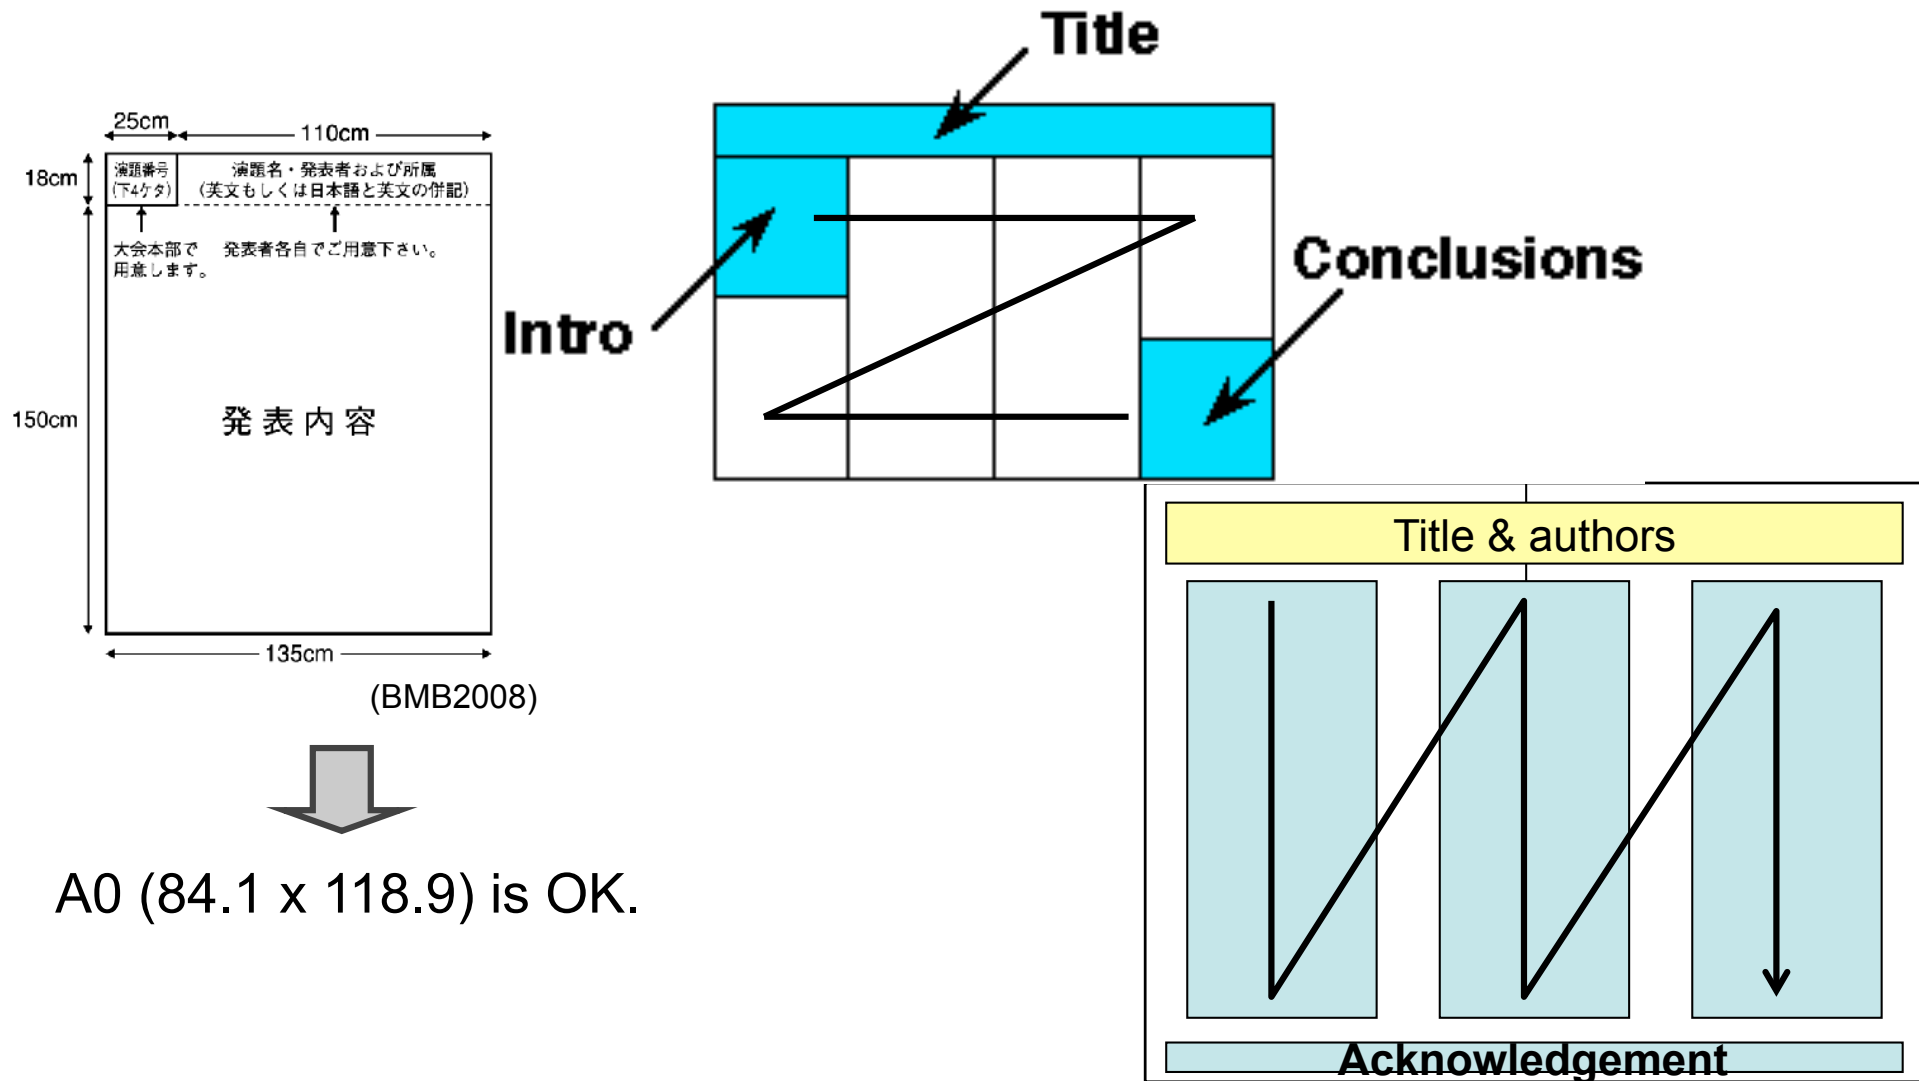 Title
25cm
110cm
18cm
演題番号
(下4ケタ)
演題名・発表者および所属
(英文もしくは日本語と英文の併記)
大会本部で
用意します。
発表者各自でご用意下さい。
Intro
Conclusions
150cm
発表内容
135cm
(BMB2008)
A0 (84.1 x 118.9) is OK.
Title & authors
Acknowledgement